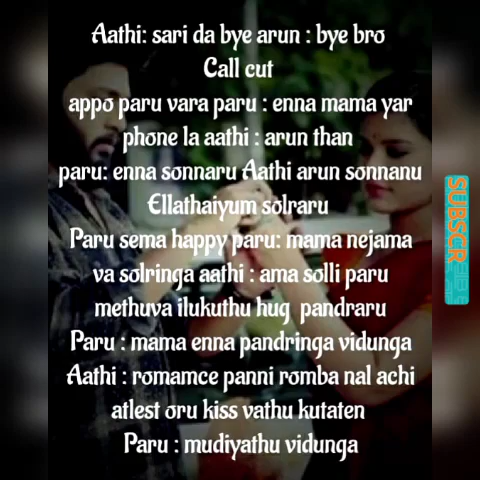 Aathi: sari da bye arun : bye bro
Call cut
appo paru vara paru : enna mama yar
phone la aathi : arun than
paru: enna sonnaru Aathi arun sonnanu
Ellathaiyum solraru
Paru sema happy paru: mama nejama
va solringa aathi : ama solli paru
methuva ilukuthu hug pandraru
Paru : mama enna pandringa vidunga
Aathi : romamce panni romba nal achi
atlest oru kiss vathu kutaten
Paru : mudiyathu vidunga
SUBSCR